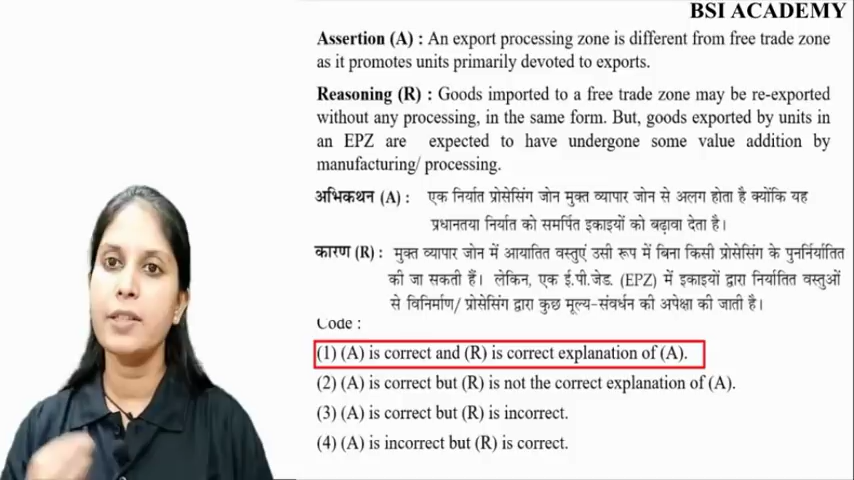 BSI ACADEMY
Assertion (A) : An export processing zone is different from free trade zone
as it promotes units primarily devoted to exports.
Reasoning (R) : Goods imported to a free trade zone may be re-exported
without any processing, in the same form. But, goods exported by units in
an EPZ are expected to have undergone some value addition by
manufacturing/ processing.
अभिकथन (A) : एक निर्यात प्रोसेसिंग जोन मुक्त व्यापार जोन से अलग होता है क्योंकि यह
प्रधानतया निर्यात को समर्पित इकाइयों को बढ़ावा देता है।
कारण (R) : मुक्त व्यापार जोन में आयातित वस्तुएं उसी रूप में बिना किसी प्रोसेसिंग के पुनर्निर्यातित
की जा सकती हैं। लेकिन, एक ई.पी.जेड. (EPZ) में इकाइयों द्वारा निर्यातित वस्तुओं
से विनिर्माण/ प्रोसेसिंग द्वारा कुछ मूल्य-संवर्धन की अपेक्षा की जाती है।
Code :
(1) (A) is correct and (R) is correct explanation of (A).
(2) (A) is correct but (R) is not the correct explanation of (A).
(3) (A) is correct but (R) is incorrect.
(4) (A) is incorrect but (R) is correct.